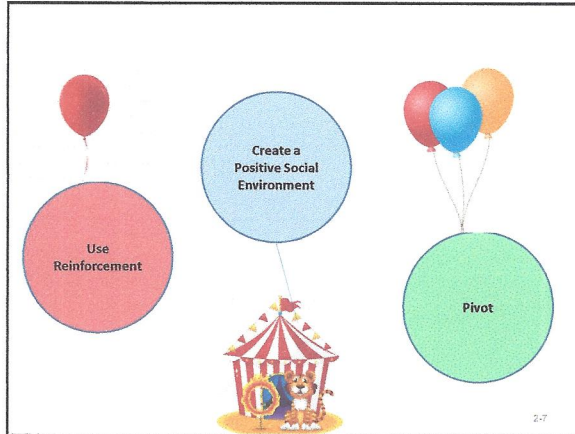 Use
Reinforcement
Create a
Positive Social
Environment
Pivot
2-7